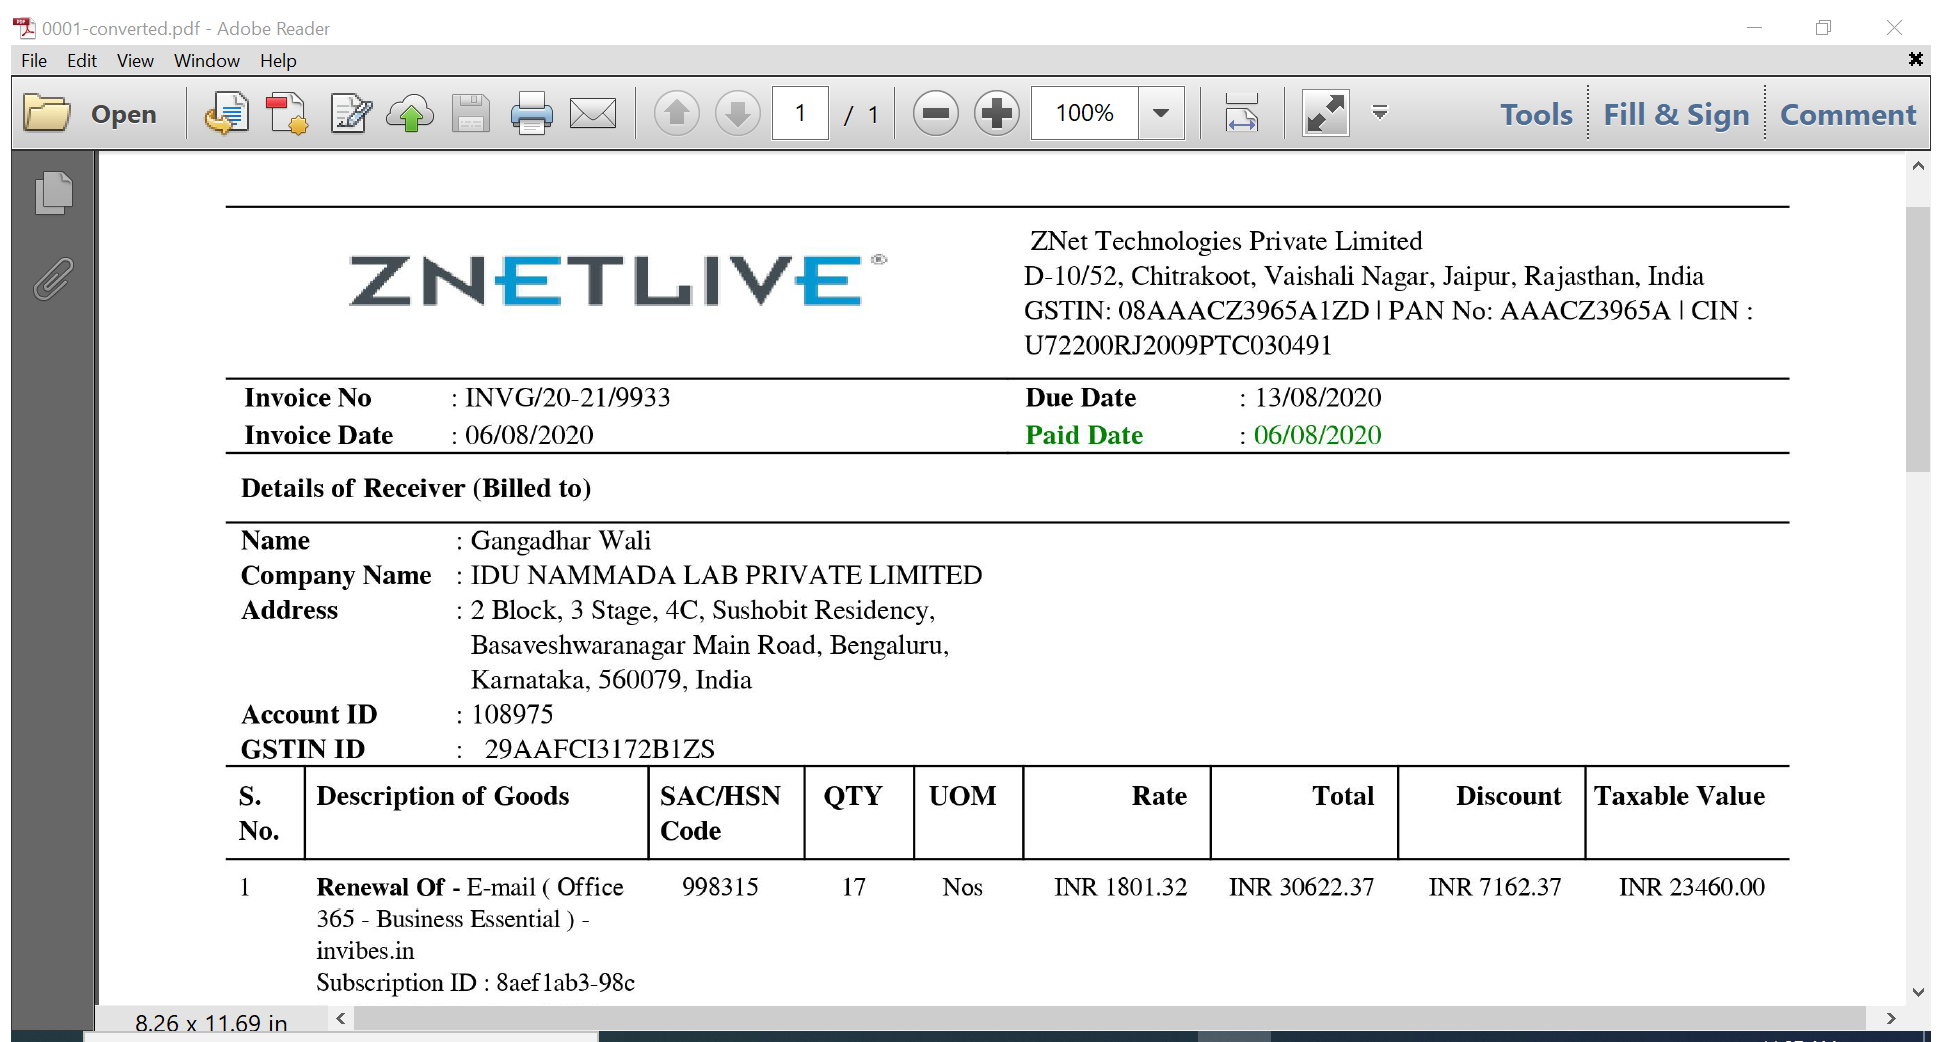 0001-converted.pdf - Adobe Reader
File Edit View Window Help
Open 1 / 1 100% Tools Fill & Sign Comment
ZNETLIVE ®
ZNet Technologies Private Limited
D-10/52, Chitrakoot, Vaishali Nagar, Jaipur, Rajasthan, India
GSTIN: 08AAACZ3965A1ZD | PAN No: AAACZ3965A | CIN :
U72200RJ2009PTC030491
Invoice No : INVG/20-21/9933 Due Date : 13/08/2020
Invoice Date : 06/08/2020 Paid Date : 06/08/2020
Details of Receiver (Billed to)
Name : Gangadhar Wali
Company Name : IDU NAMMADA LAB PRIVATE LIMITED
Address : 2 Block, 3 Stage, 4C, Sushobit Residency,
Basaveshwaranagar Main Road, Bengaluru,
Karnataka, 560079, India
Account ID : 108975
GSTIN ID : 29AAFCI3172B1ZS
S. Description of Goods SAC/HSN QTY UOM Rate Total Discount Taxable Value
No. Code
1 Renewal Of - E-mail ( Office 998315 17 Nos INR 1801.32 INR 30622.37 INR 7162.37 INR 23460.00
365 - Business Essential ) -
invibes.in
Subscription ID : 8aef1ab3-98c
8.26 x 11.69 in